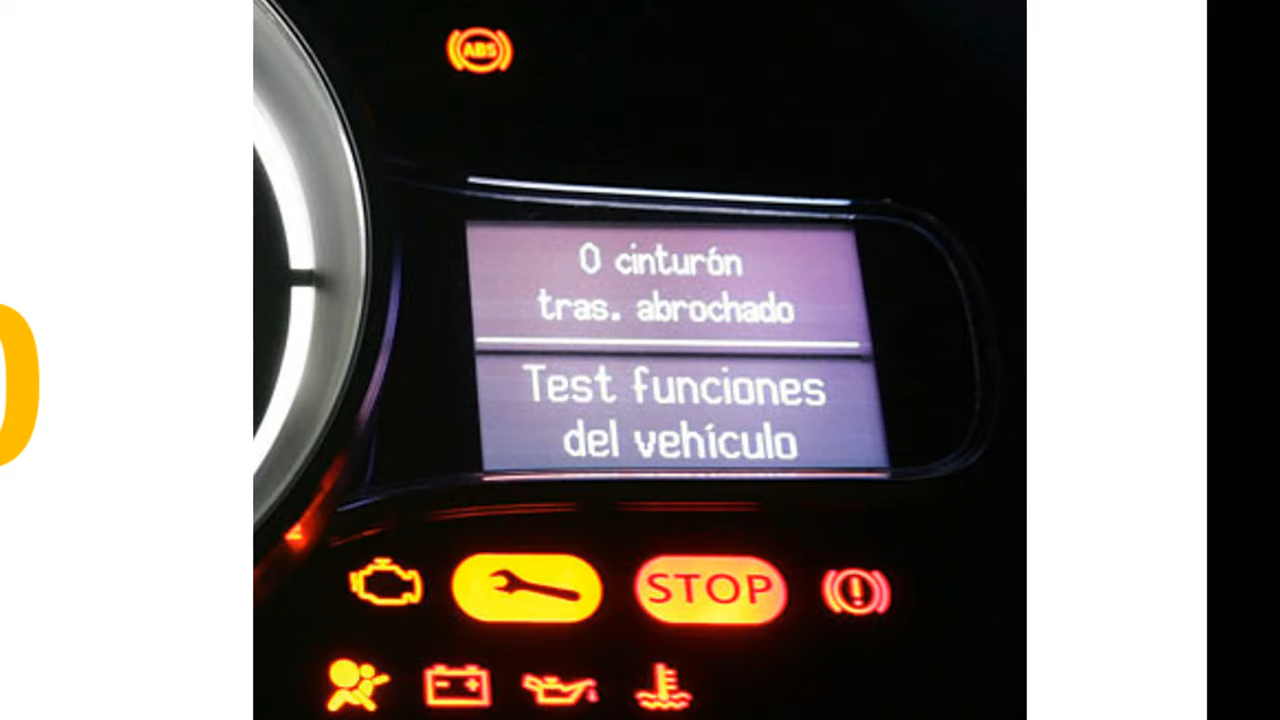 ABS
0 cinturón
tras. abrochado
Test funciones
del vehículo
STOP